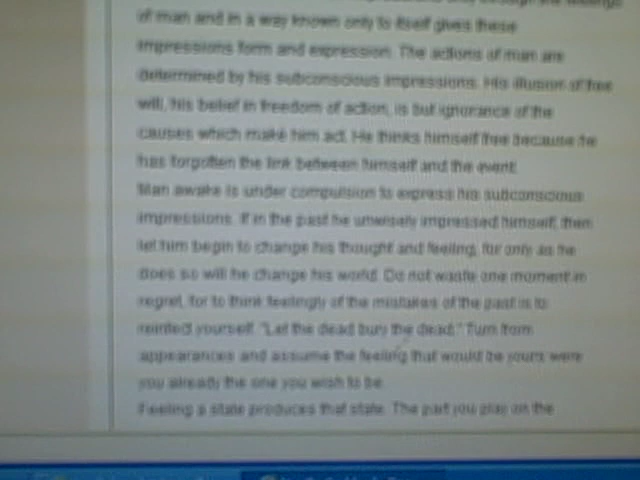 of man and in a way known only to itself gives these
impressions form and expression. The actions of man are
determined by his subconscious impressions. His illusion of free
will, his belief in freedom of action, is but ignorance of the
causes which make him act. He thinks himself free because he
has forgotten the link between himself and the event.
Man awake is under compulsion to express his subconscious
impressions. If in the past he unwisely impressed himself, then
let him begin to change his thought and feeling, for only as he
does so will he change his world. Do not waste one moment in
regret, for to think feelingly of the mistakes of the past is to
reinfect yourself. "Let the dead bury the dead." Turn from
appearances and assume the feeling that would be yours were
you already the one you wish to be.
Feeling a state produces that state. The part you play on the